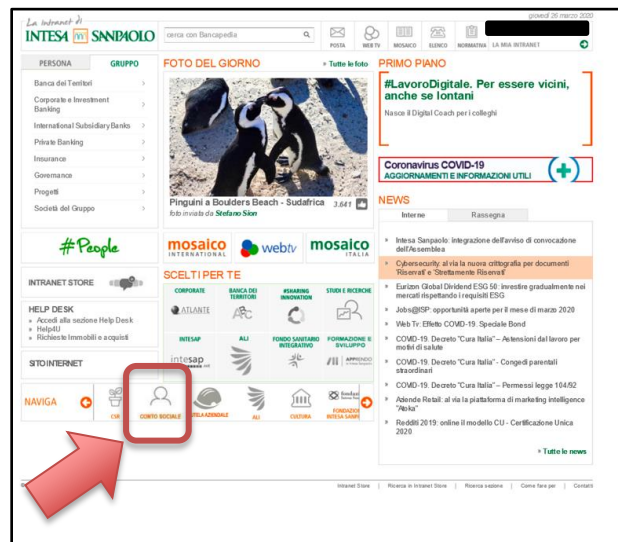 La Intranet di
INTESA SANPAOLO
cerca con Bancapedia
POSTA
WEB TV
MOSAICO
ELENCO
NORMATIVA
LA MIA INTRANET
giovedì 26 marzo 2020
PERSONA
GRUPPO
Banca dei Territori
Corporate e Investment
Banking
International Subsidiary Banks
Private Banking
Insurance
Governance
Progetti
Società del Gruppo
FOTO DEL GIORNO
Tutte le foto
Pinguini a Boulders Beach - Sudafrica
3.641
foto inviata da Stefano Sion
PRIMO PIANO
#LavoroDigitale. Per essere vicini,
anche se lontani
Nasce il Digital Coach per i colleghi
Coronavirus COVID-19
AGGIORNAMENTI E INFORMAZIONI UTILI
# People
mosaico
INTERNATIONAL
webtv
mosaico
ITALIA
INTRANET STORE
HELP DESK
Accedi alla sezione Help Desk
Help4U
Richieste Immobili e acquisti
SITO INTERNET
SCELTI PER TE
CORPORATE
BANCA DEI
TERRITORI
#SHARING
INNOVATION
STUDI E RICERCHE
ATLANTE
INTESAP
ALI
FONDO SANITARIO
INTEGRATIVO
FORMAZIONE E
SVILUPPO
intesap
APPRENDO
NEWS
Interne
Rassegna
Intesa Sanpaolo: integrazione dell'avviso di convocazione
dell'Assemblea
Cybersecurity: al via la nuova crittografia per documenti
'Riservati' e 'Strettamente Riservati'
Eurizon Global Dividend ESG 50: investire gradualmente nei
mercati rispettando i requisiti ESG
Jobs@ISP: opportunità aperte per il mese di marzo 2020
Web Tv: Effetto COVID-19. Speciale Bond
COVID-19. Decreto "Cura Italia" – Astensioni dal lavoro per
motivi di salute
COVID-19. Decreto "Cura Italia" - Congedi parentali
straordinari
COVID-19. Decreto "Cura Italia" – Permessi legge 104/92
Aziende Retail: al via la piattaforma di marketing intelligence
"Atoka"
Redditi 2019: online il modello CU - Certificazione Unica
2020
Tutte le news
NAVIGA
CSR
CONTO SOCIALE
TUTELA AZIENDALE
ALI
CULTURA
FONDAZIONE
INTESA SANPA
Intranet Store | Ricerca in Intranet Store | Ricerca sezione | Come fare per | Contatti